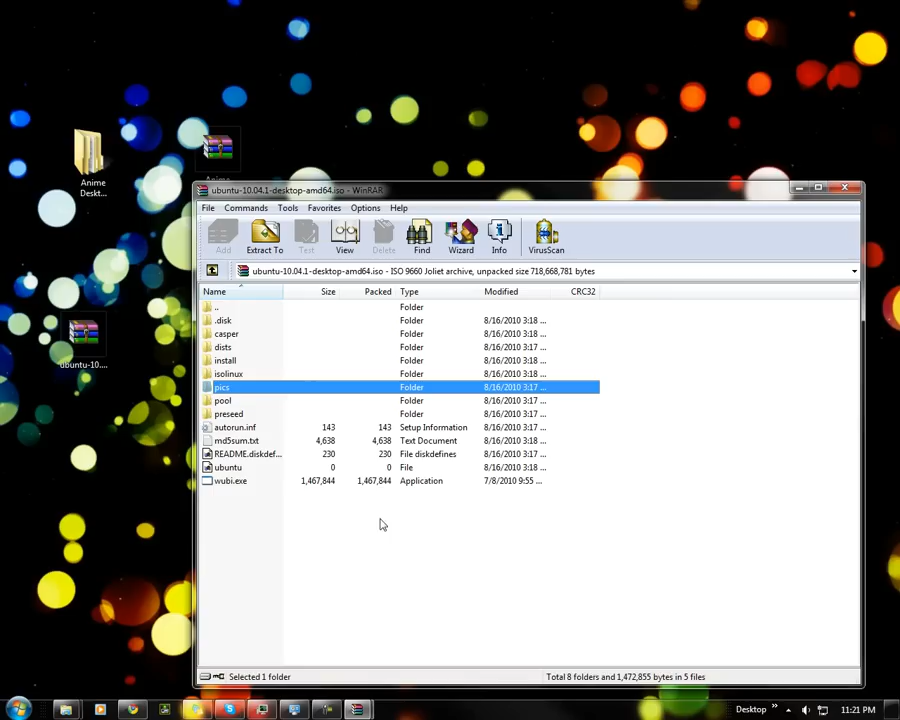 Anime
Deskt...
Anime
ubuntu-10....
ubuntu-10.04.1-desktop-amd64.iso - WinRAR
File Commands Tools Favorites Options Help
Add Extract To Test View Delete Find Wizard Info VirusScan
ubuntu-10.04.1-desktop-amd64.iso - ISO 9660 Joliet archive, unpacked size 718,668,781 bytes
Name Size Packed Type Modified CRC32
.. Folder
.disk Folder 8/16/2010 3:18 ...
casper Folder 8/16/2010 3:18 ...
dists Folder 8/16/2010 3:17 ...
install Folder 8/16/2010 3:18 ...
isolinux Folder 8/16/2010 3:18 ...
pics Folder 8/16/2010 3:17 ...
pool Folder 8/16/2010 3:17 ...
preseed Folder 8/16/2010 3:17 ...
autorun.inf 143 143 Setup Information 8/16/2010 3:17 ...
md5sum.txt 4,638 4,638 Text Document 8/16/2010 3:18 ...
README.diskdef... 230 230 File diskdefines 8/16/2010 3:17 ...
ubuntu 0 0 File 8/16/2010 3:18 ...
wubi.exe 1,467,844 1,467,844 Application 7/8/2010 9:55 ...
Selected 1 folder Total 8 folders and 1,472,855 bytes in 5 files
Desktop » 11:21 PM